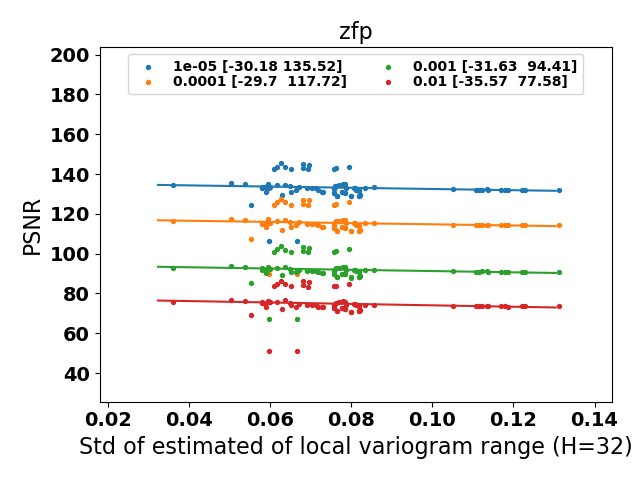 zfp
1e-05 [-30.18 135.52]
0.0001 [-29.7  117.72]
0.001 [-31.63  94.41]
0.01 [-35.57  77.58]
PSNR
200
180
160
140
120
100
80
60
40
0.02 0.04 0.06 0.08 0.10 0.12 0.14
Std of estimated of local variogram range (H=32)